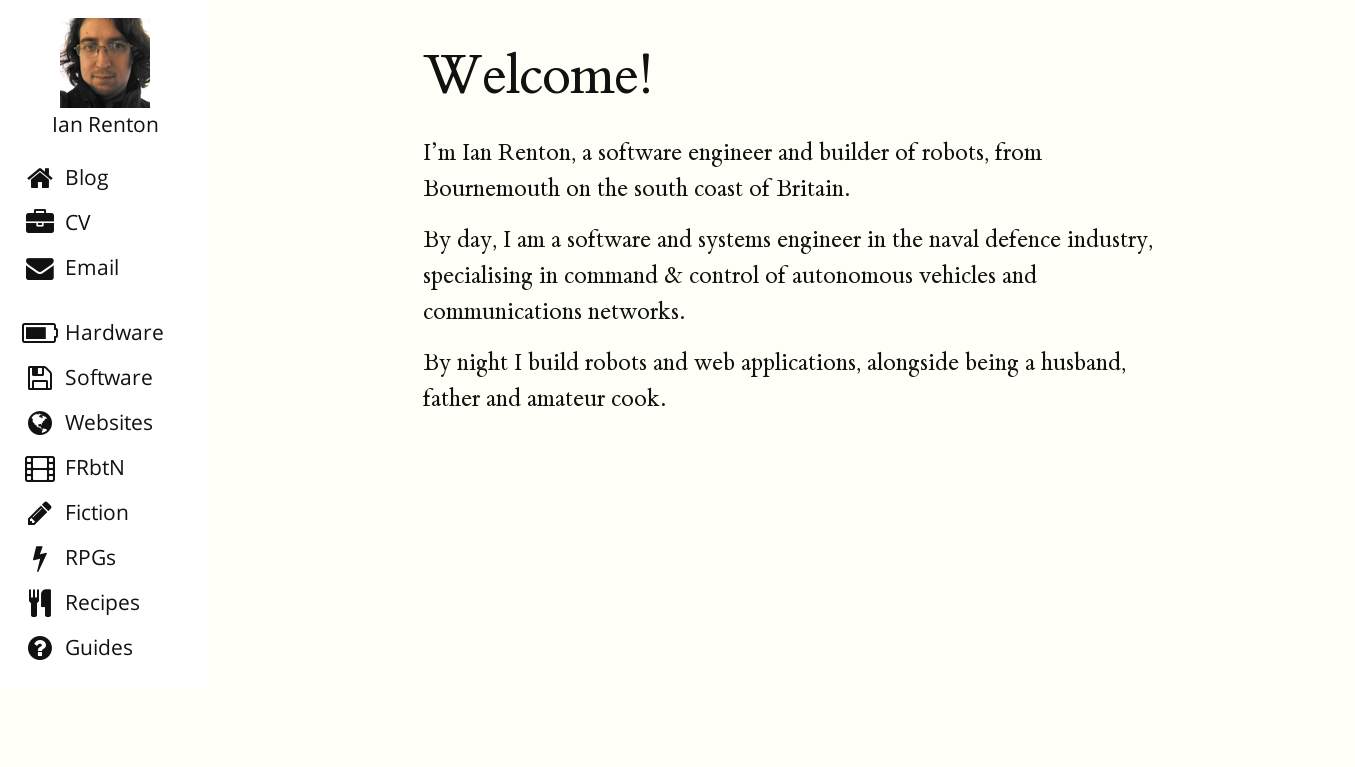 Ian Renton
Blog
CV
Email
Hardware
Software
Websites
FRbtN
Fiction
RPGs
Recipes
Guides
Welcome!
I’m Ian Renton, a software engineer and builder of robots, from
Bournemouth on the south coast of Britain.
By day, I am a software and systems engineer in the naval defence industry,
specialising in command & control of autonomous vehicles and
communications networks.
By night I build robots and web applications, alongside being a husband,
father and amateur cook.